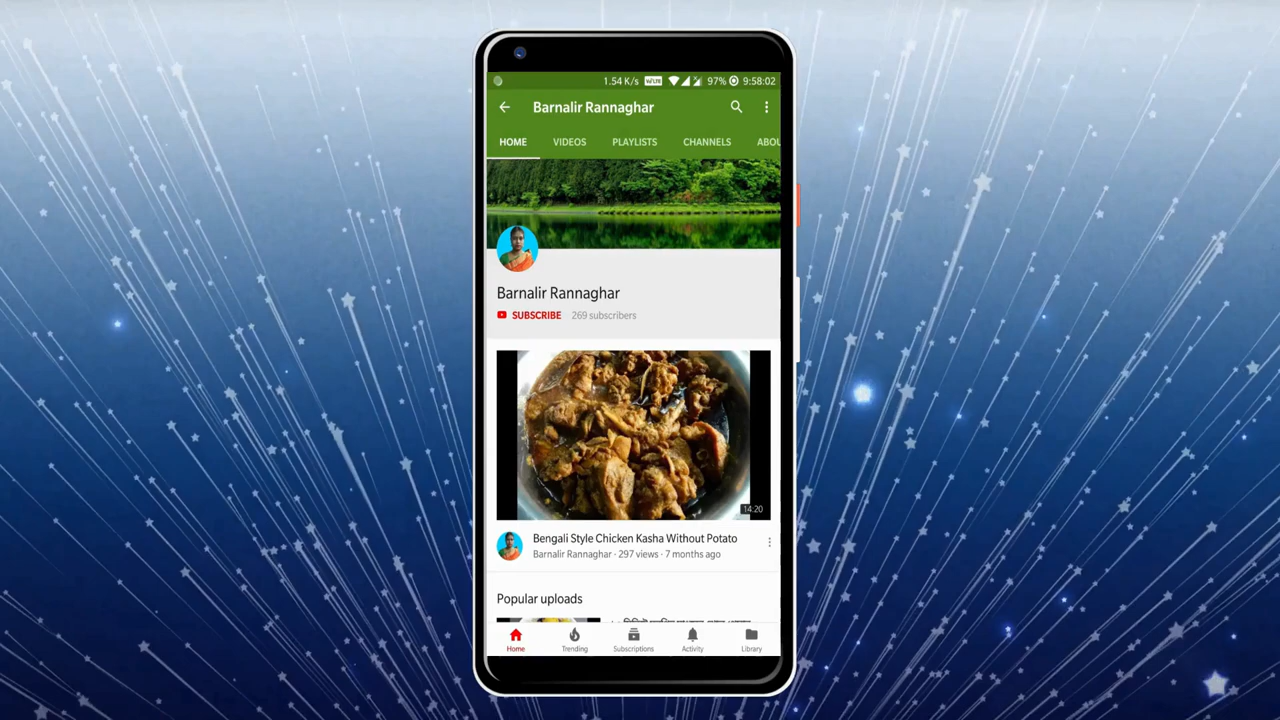 1.54 K/s VoLTE 97% 9:58:02
Barnalir Rannaghar
HOME VIDEOS PLAYLISTS CHANNELS ABOU
Barnalir Rannaghar
SUBSCRIBE 269 subscribers
14:20
Bengali Style Chicken Kasha Without Potato
Barnalir Rannaghar · 297 views · 7 months ago
Popular uploads
Home Trending Subscriptions Activity Library